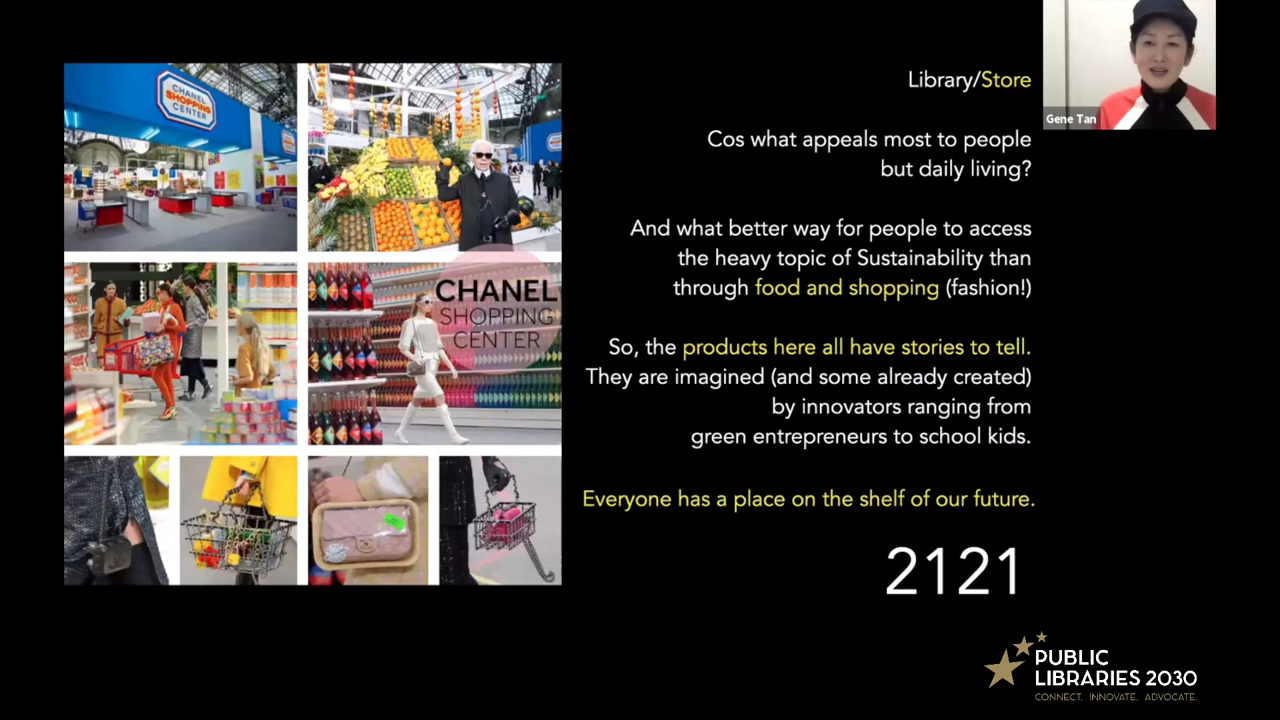 CHANEL
SHOPPING
CENTER
CHANEL
SHOPPING
CENTER
Library/Store
Cos what appeals most to people
but daily living?
And what better way for people to access
the heavy topic of Sustainability than
through food and shopping (fashion!)
So, the products here all have stories to tell.
They are imagined (and some already created)
by innovators ranging from
green entrepreneurs to school kids.
Everyone has a place on the shelf of our future.
2121
Gene Tan
PUBLIC
LIBRARIES 2030
CONNECT. INNOVATE. ADVOCATE.